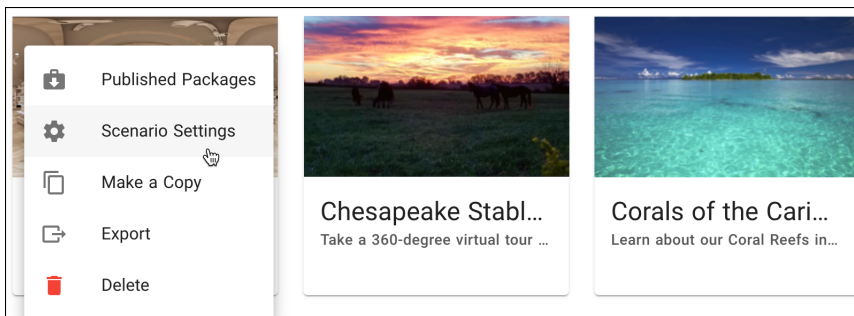 Published Packages
Scenario Settings
Make a Copy
Export
Delete
Chesapeake Stabl...
Take a 360-degree virtual tour ...
Corals of the Cari...
Learn about our Coral Reefs in...